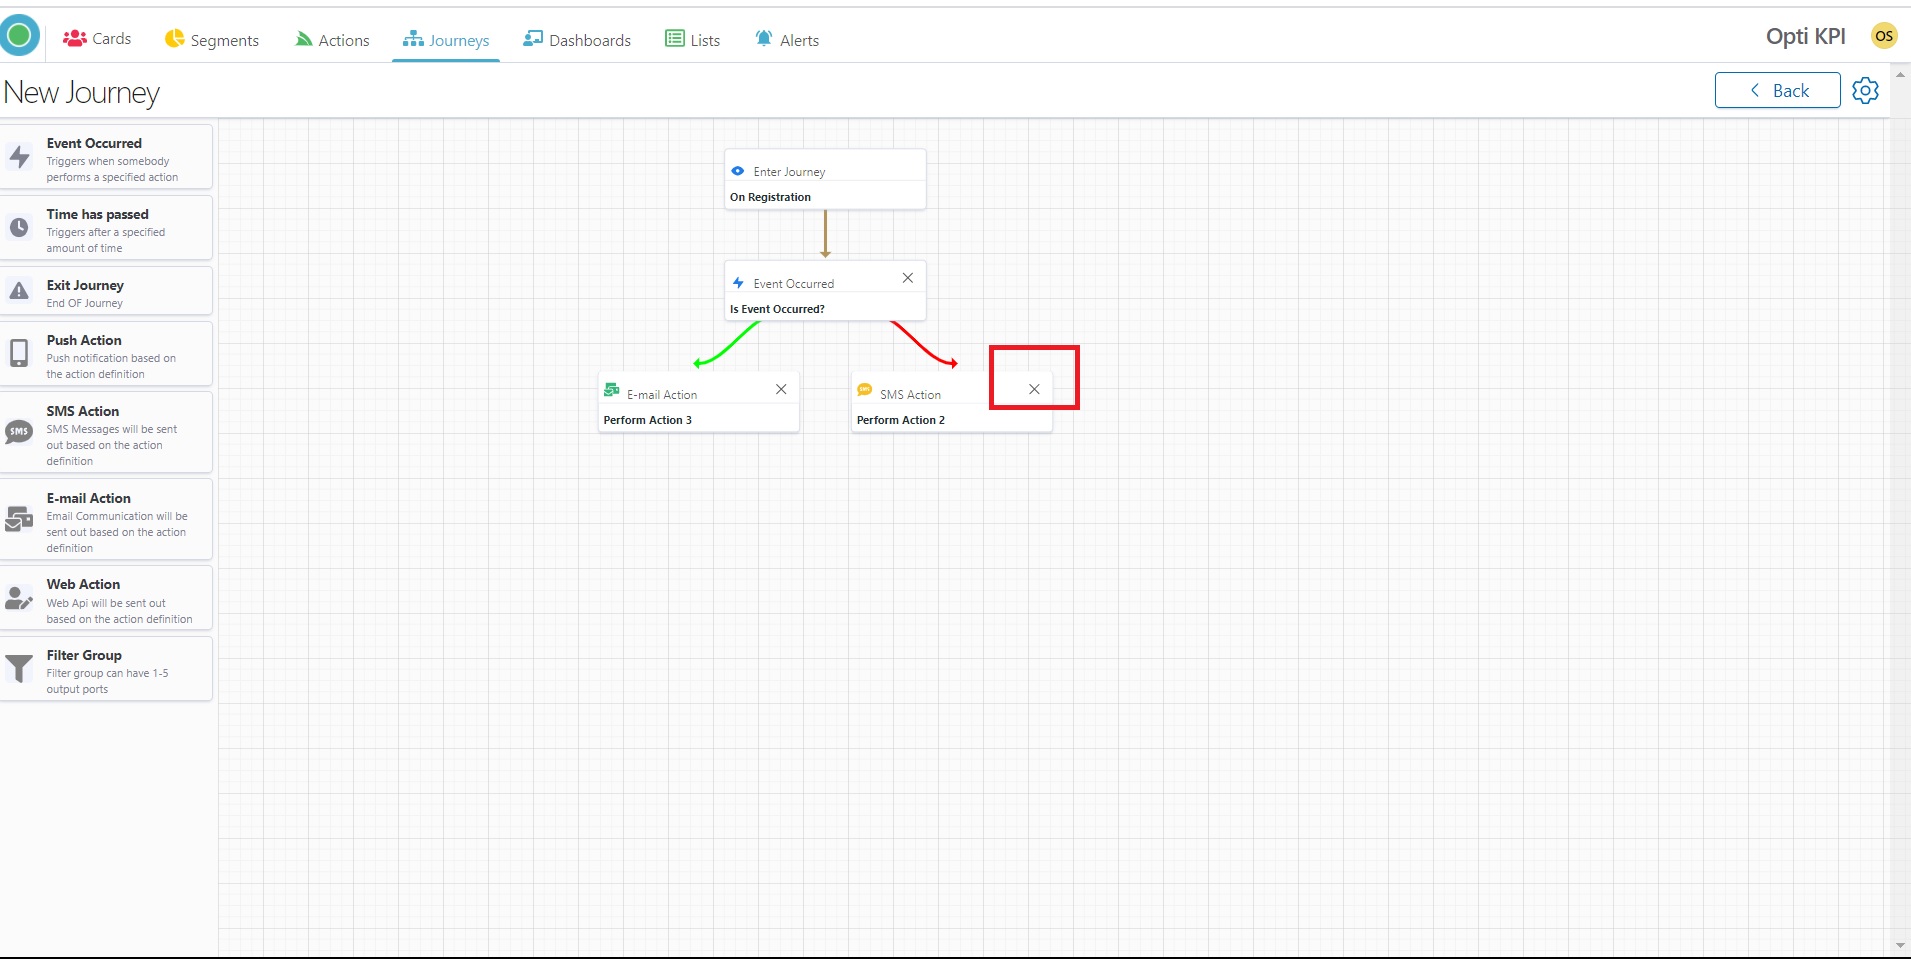 Cards
Segments
Actions
Journeys
Dashboards
Lists
Alerts
Opti KPI
OS
New Journey
Back
Event Occurred
Triggers when somebody
performs a specified action
Time has passed
Triggers after a specified
amount of time
Exit Journey
End OF Journey
Push Action
Push notification based on
the action definition
SMS
SMS Action
SMS Messages will be sent
out based on the action
definition
E-mail Action
Email Communication will be
sent out based on the action
definition
Web Action
Web Api will be sent out
based on the action definition
Filter Group
Filter group can have 1-5
output ports
Enter Journey
On Registration
Event Occurred
Is Event Occurred?
E-mail Action
Perform Action 3
SMS
SMS Action
Perform Action 2